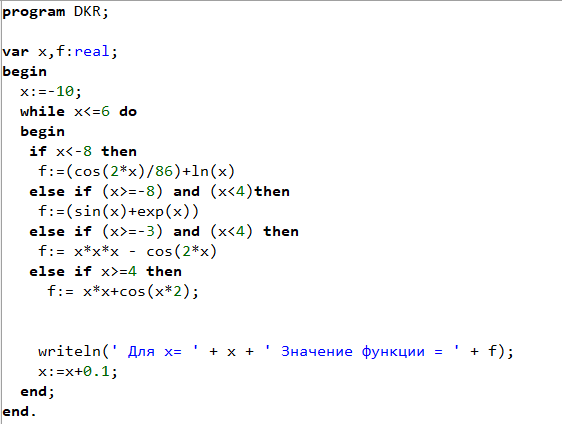 program DKR;
var x,f:real;
begin
x:=-10;
while x<=6 do
begin
if x<-8 then
f:=(cos(2*x)/86)+ln(x)
else if (x>=-8) and (x<4)then
f:=(sin(x)+exp(x))
else if (x>=-3) and (x<4) then
f:= x*x*x - cos(2*x)
else if x>=4 then
f:= x*x+cos(x*2);
writeln(' Для x= ' + x + ' Значение функции = ' + f);
x:=x+0.1;
end;
end.